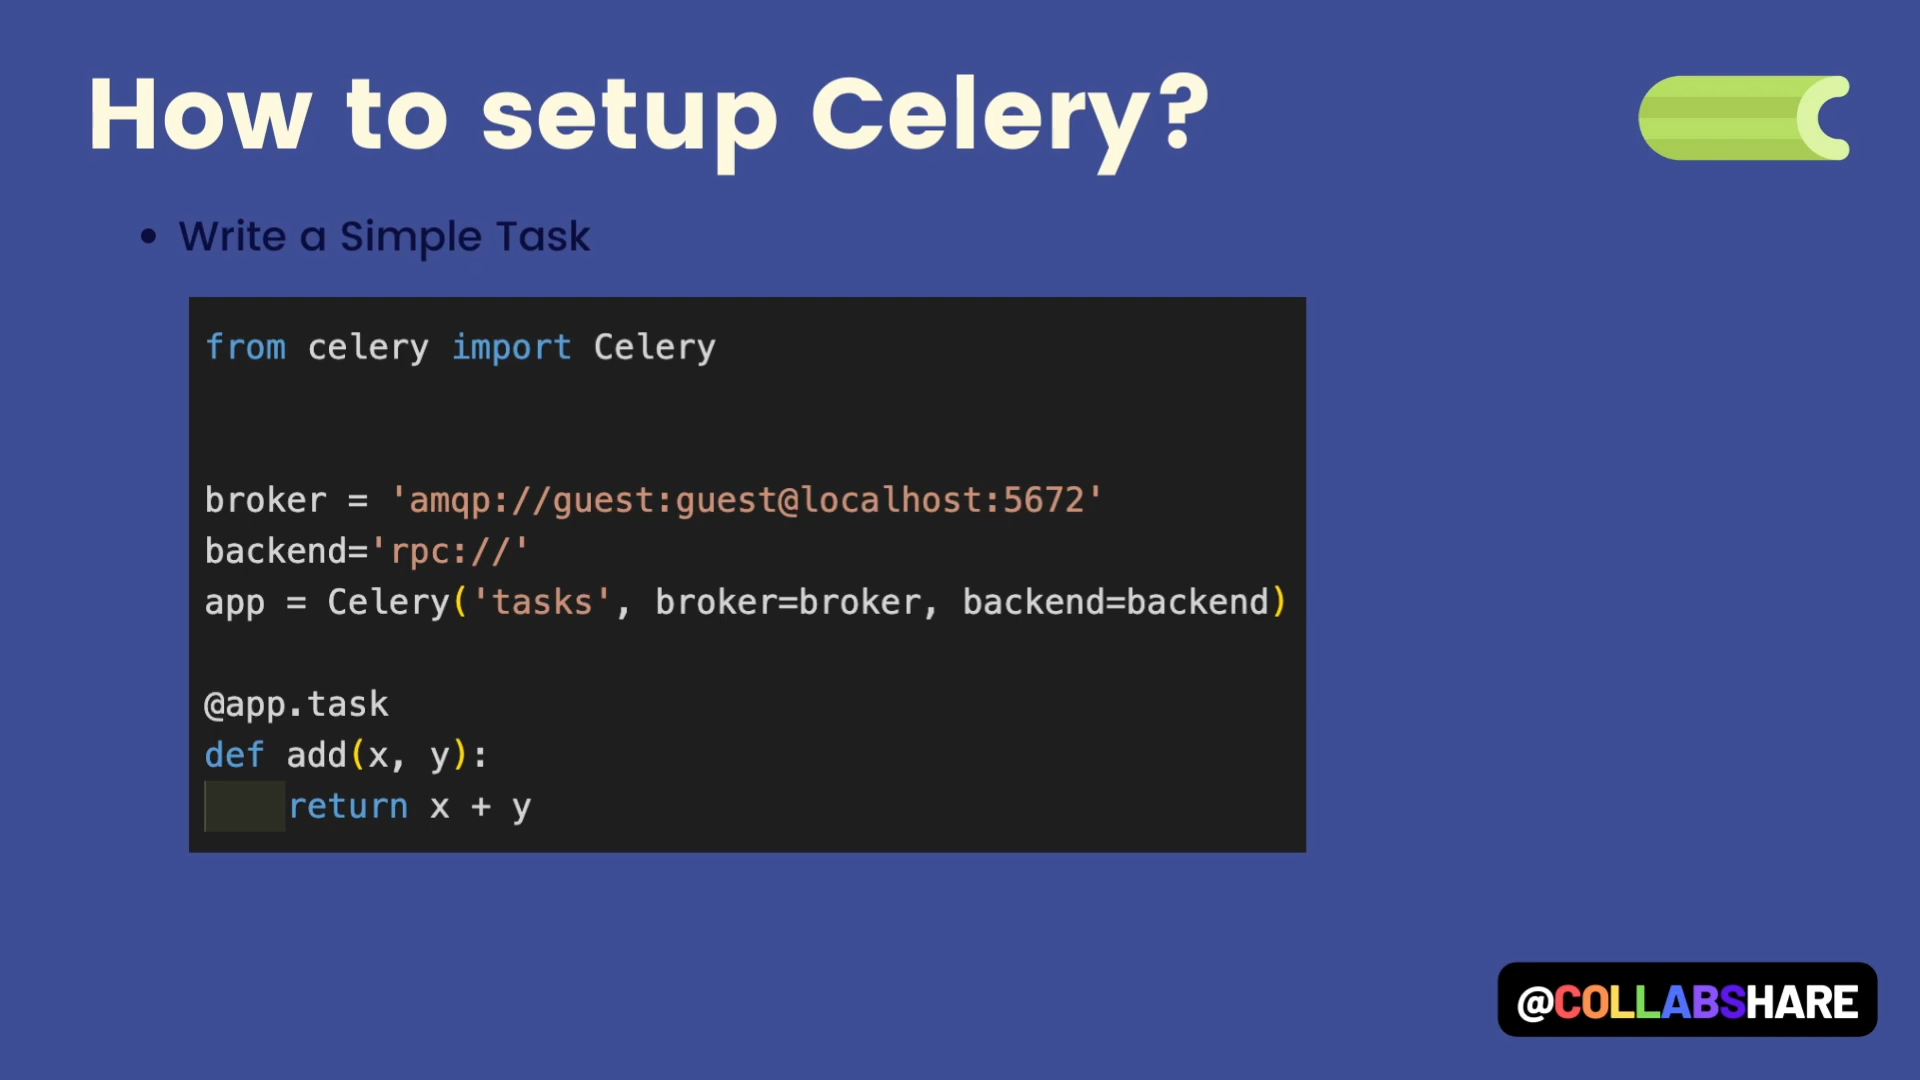 How to setup Celery?
• Write a Simple Task
from celery import Celery
broker = 'amqp://guest:guest@localhost:5672'
backend='rpc://'
app = Celery('tasks', broker=broker, backend=backend)
@app.task
def add(x, y):
    return x + y
@COLLABSHARE